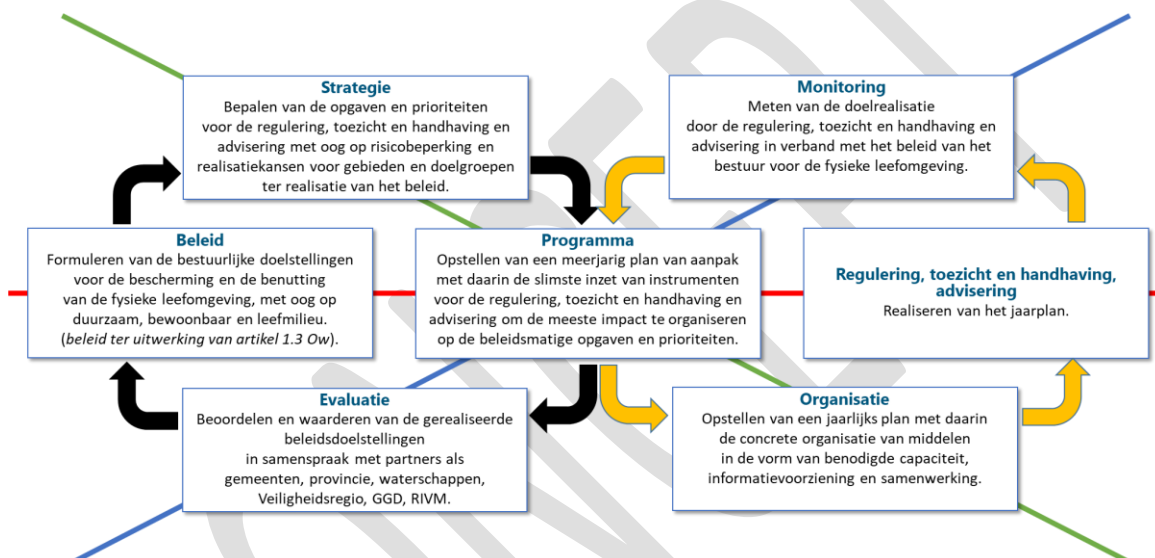 Strategie
Bepalen van de opgaven en prioriteiten
voor de regulering, toezicht en handhaving en
advisering met oog op risicobeperking en
realisatiekansen voor gebieden en doelgroepen
ter realisatie van het beleid.
Monitoring
Meten van de doelrealisatie
door de regulering, toezicht en handhaving en
advisering in verband met het beleid van het
bestuur voor de fysieke leefomgeving.
Beleid
Formuleren van de bestuurlijke doelstellingen
voor de bescherming en de benutting
van de fysieke leefomgeving, met oog op
duurzaam, bewoonbaar en leefmilieu.
(beleid ter uitwerking van artikel 1.3 Ow).
Programma
Opstellen van een meerjarig plan van aanpak
met daarin de slimste inzet van instrumenten
voor de regulering, toezicht en handhaving en
advisering om de meeste impact te organiseren
op de beleidsmatige opgaven en prioriteiten.
Regulering, toezicht en handhaving,
advisering
Realiseren van het jaarplan.
Evaluatie
Beoordelen en waarderen van de gerealiseerde
beleidsdoelstellingen
in samenspraak met partners als
gemeenten, provincie, waterschappen,
Veiligheidsregio, GGD, RIVM.
Organisatie
Opstellen van een jaarlijks plan met daarin
de concrete organisatie van middelen
in de vorm van benodigde capaciteit,
informatievoorziening en samenwerking.